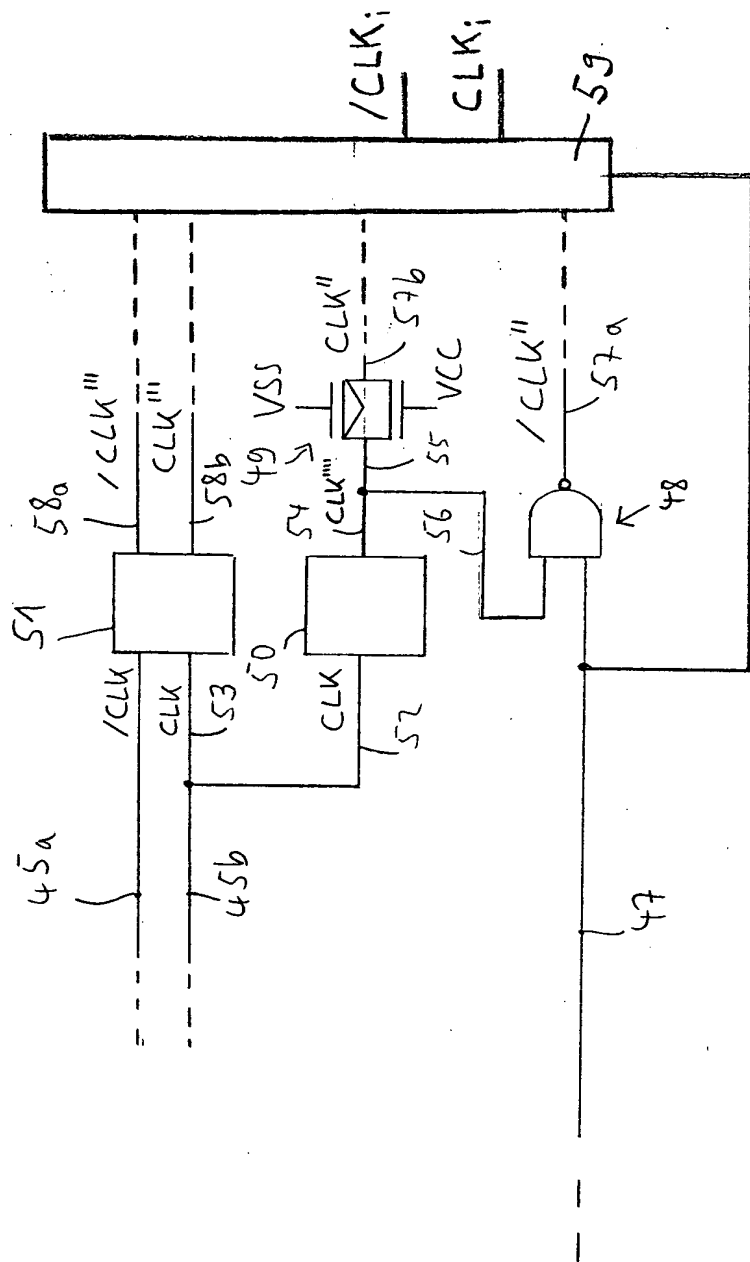 /CLKi
CLKi
59
58a
/CLK'''
CLK'''
58b
51
/CLK
CLK
53
45a
45b
VSS
49
CLK''
57b
VCC
54
CLK''''
55
50
CLK
52
56
/CLK''
57a
48
47